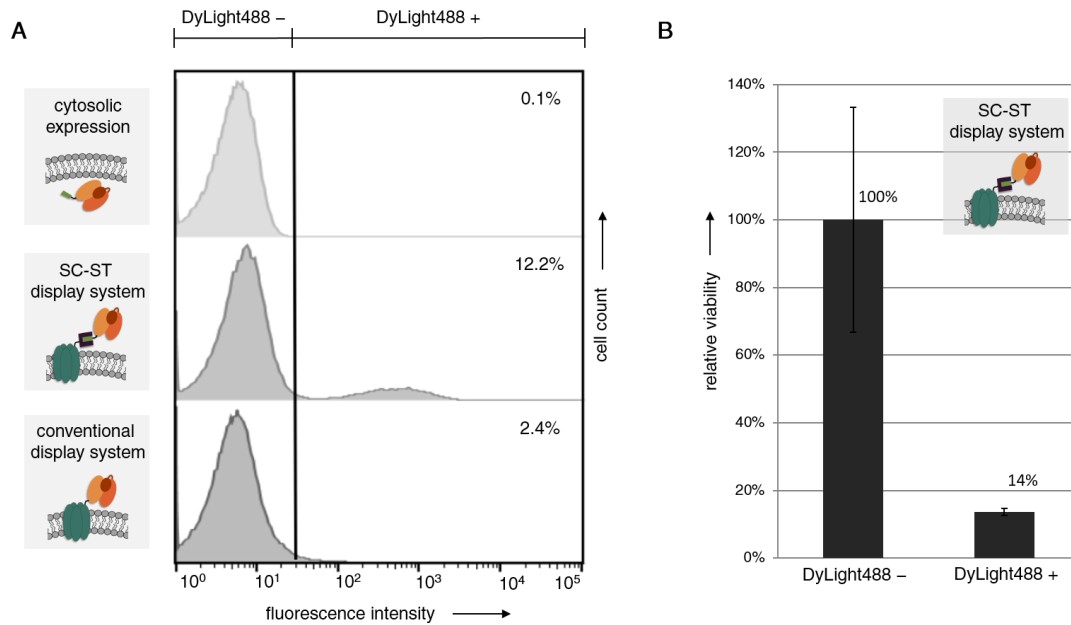 A
DyLight488 −
DyLight488 +
cytosolic
expression
0.1%
SC-ST
display system
12.2%
conventional
display system
2.4%
cell count
10⁰
10¹
10²
10³
10⁴
10⁵
fluorescence intensity
B
140%
120%
100%
80%
60%
40%
20%
0%
relative viability
SC-ST
display system
100%
14%
DyLight488 −
DyLight488 +